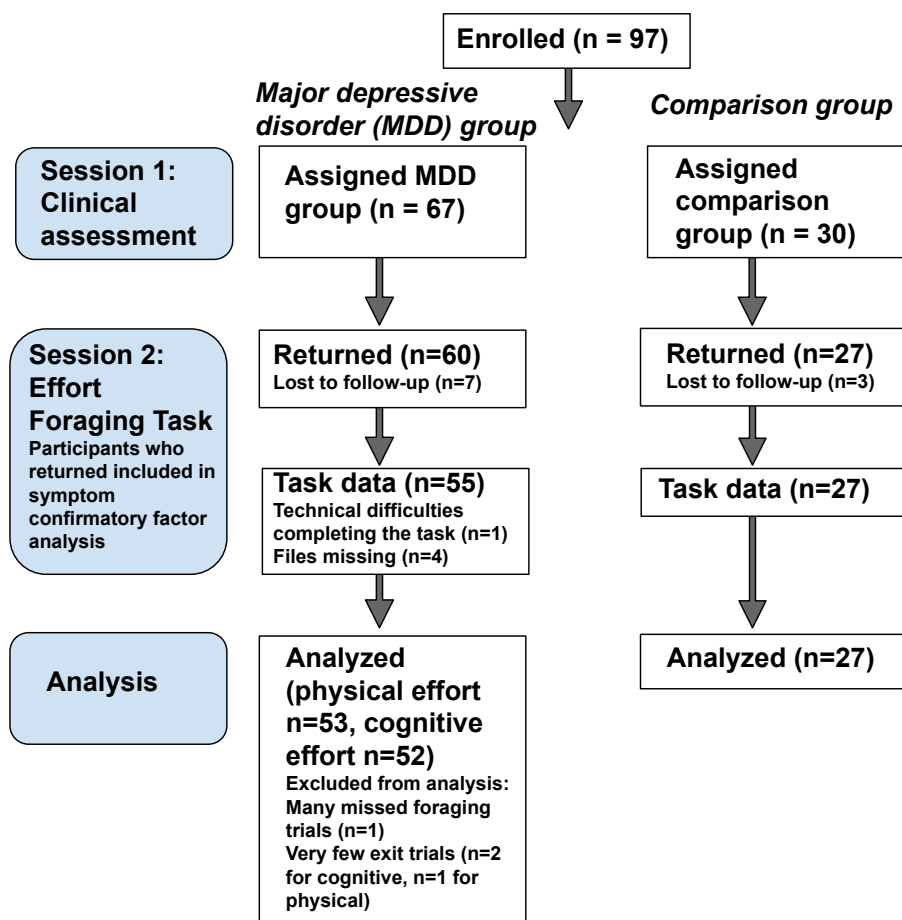 Enrolled (n = 97)
Major depressive
disorder (MDD) group
Comparison group
Session 1:
Clinical
assessment
Assigned MDD
group (n = 67)
Assigned
comparison
group (n = 30)
Session 2:
Effort
Foraging Task
Participants who
returned included in
symptom
confirmatory factor
analysis
Returned (n=60)
Lost to follow-up (n=7)
Returned (n=27)
Lost to follow-up (n=3)
Task data (n=55)
Technical difficulties
completing the task (n=1)
Files missing (n=4)
Task data (n=27)
Analysis
Analyzed
(physical effort
n=53, cognitive
effort n=52)
Excluded from analysis:
Many missed foraging
trials (n=1)
Very few exit trials (n=2
for cognitive, n=1 for
physical)
Analyzed (n=27)